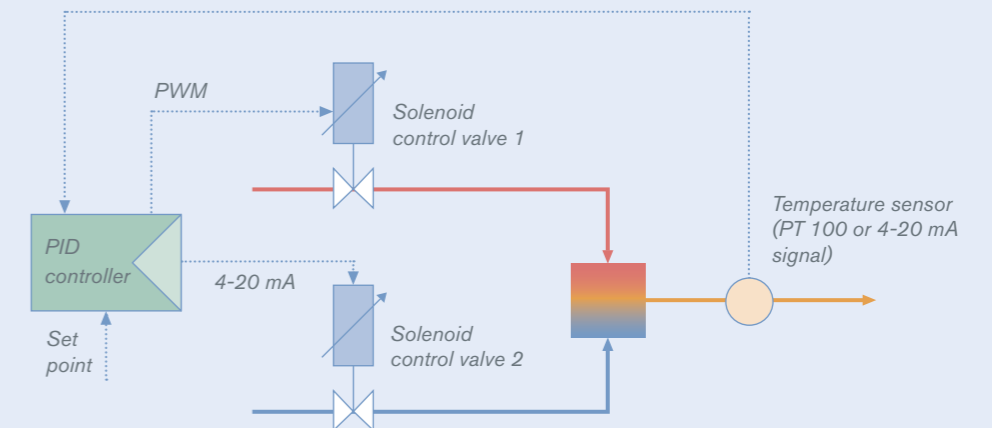 PWM
Solenoid
control valve 1
Temperature sensor
(PT 100 or 4-20 mA
signal)
PID
controller
4-20 mA
Set
point
Solenoid
control valve 2